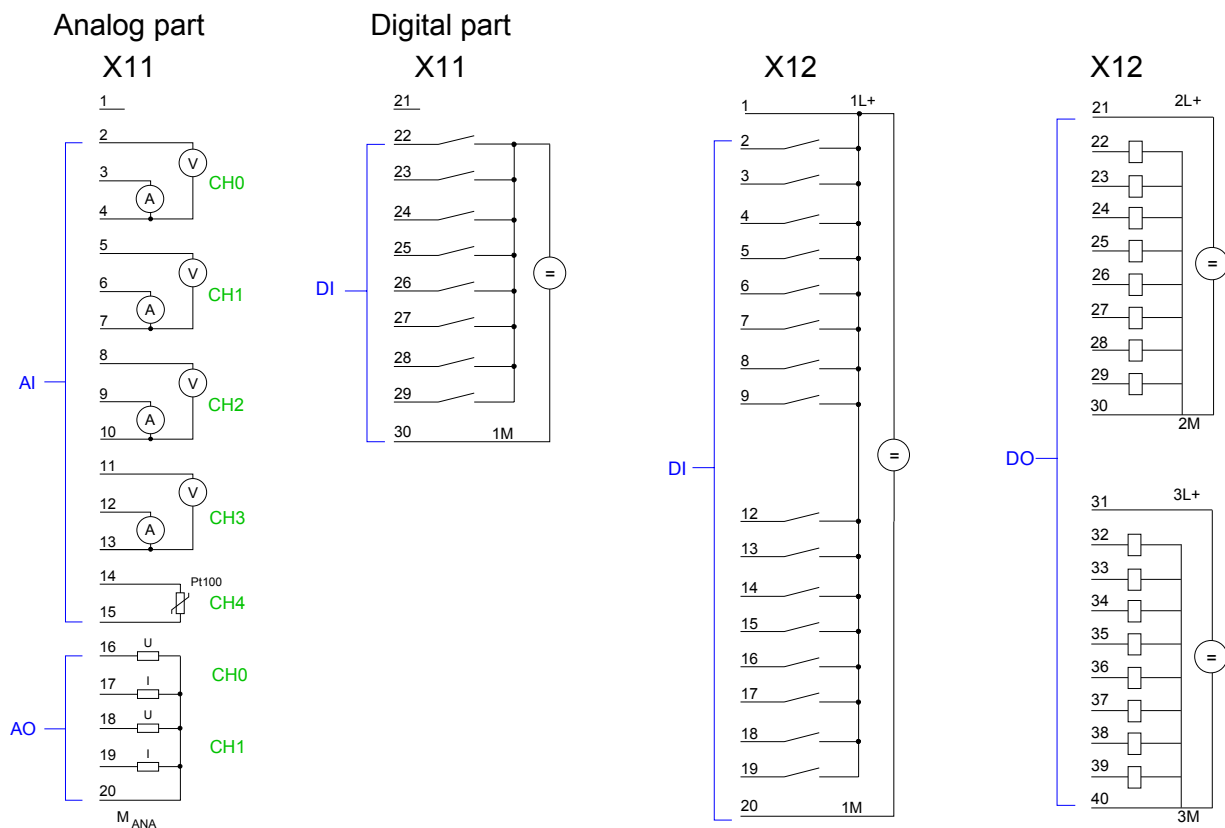 Analog part
X11
1
2
V
3
CH0
A
4
5
V
6
CH1
A
7
8
V
9
CH2
A
10
11
V
12
CH3
A
13
14
Pt100
CH4
15
AI
16
U
CH0
17
I
18
U
CH1
19
I
20
MANA
AO
Digital part
X11
21
22
23
24
25
=
DI
26
27
28
29
30
1M
X12
1
1L+
2
3
4
5
6
7
8
9
=
DI
12
13
14
15
16
17
18
19
20
1M
X12
21
2L+
22
23
24
25
=
26
27
28
29
30
2M
DO
31
3L+
32
33
34
35
=
36
37
38
39
40
3M